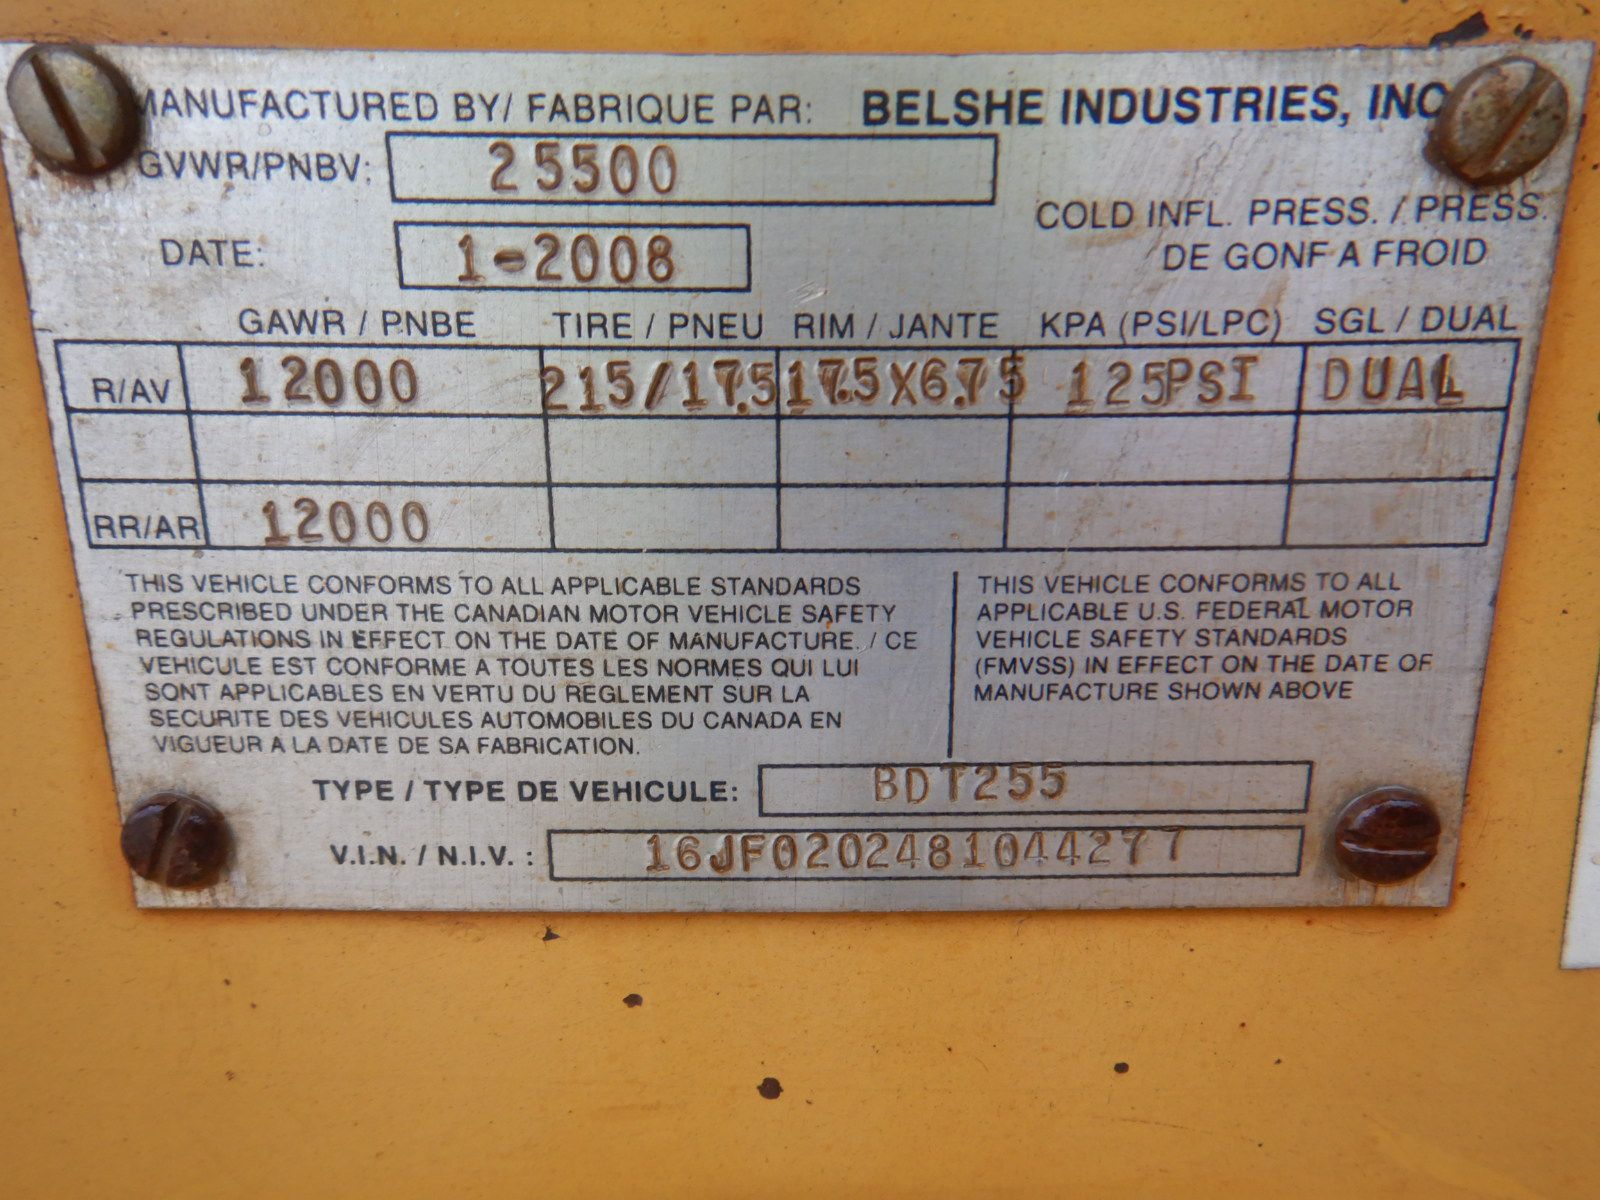 MANUFACTURED BY/ FABRIQUE PAR: BELSHE INDUSTRIES, INC
GVWR/PNBV: 25500
COLD INFL. PRESS. / PRESS.
DE GONF A FROID
DATE: 1-2008
GAWR / PNBE TIRE / PNEU RIM / JANTE KPA (PSI/LPC) SGL / DUAL
R/AV 12000 215/17.5 17.5X6.75 125PSI DUAL
RR/AR 12000
THIS VEHICLE CONFORMS TO ALL APPLICABLE STANDARDS
PRESCRIBED UNDER THE CANADIAN MOTOR VEHICLE SAFETY
REGULATIONS IN EFFECT ON THE DATE OF MANUFACTURE. / CE
VEHICULE EST CONFORME A TOUTES LES NORMES QUI LUI
SONT APPLICABLES EN VERTU DU REGLEMENT SUR LA
SECURITE DES VEHICULES AUTOMOBILES DU CANADA EN
VIGUEUR A LA DATE DE SA FABRICATION.
THIS VEHICLE CONFORMS TO ALL
APPLICABLE U.S. FEDERAL MOTOR
VEHICLE SAFETY STANDARDS
(FMVSS) IN EFFECT ON THE DATE OF
MANUFACTURE SHOWN ABOVE
TYPE / TYPE DE VEHICULE: BDT255
V.I.N. / N.I.V. : 16JF0202481044277